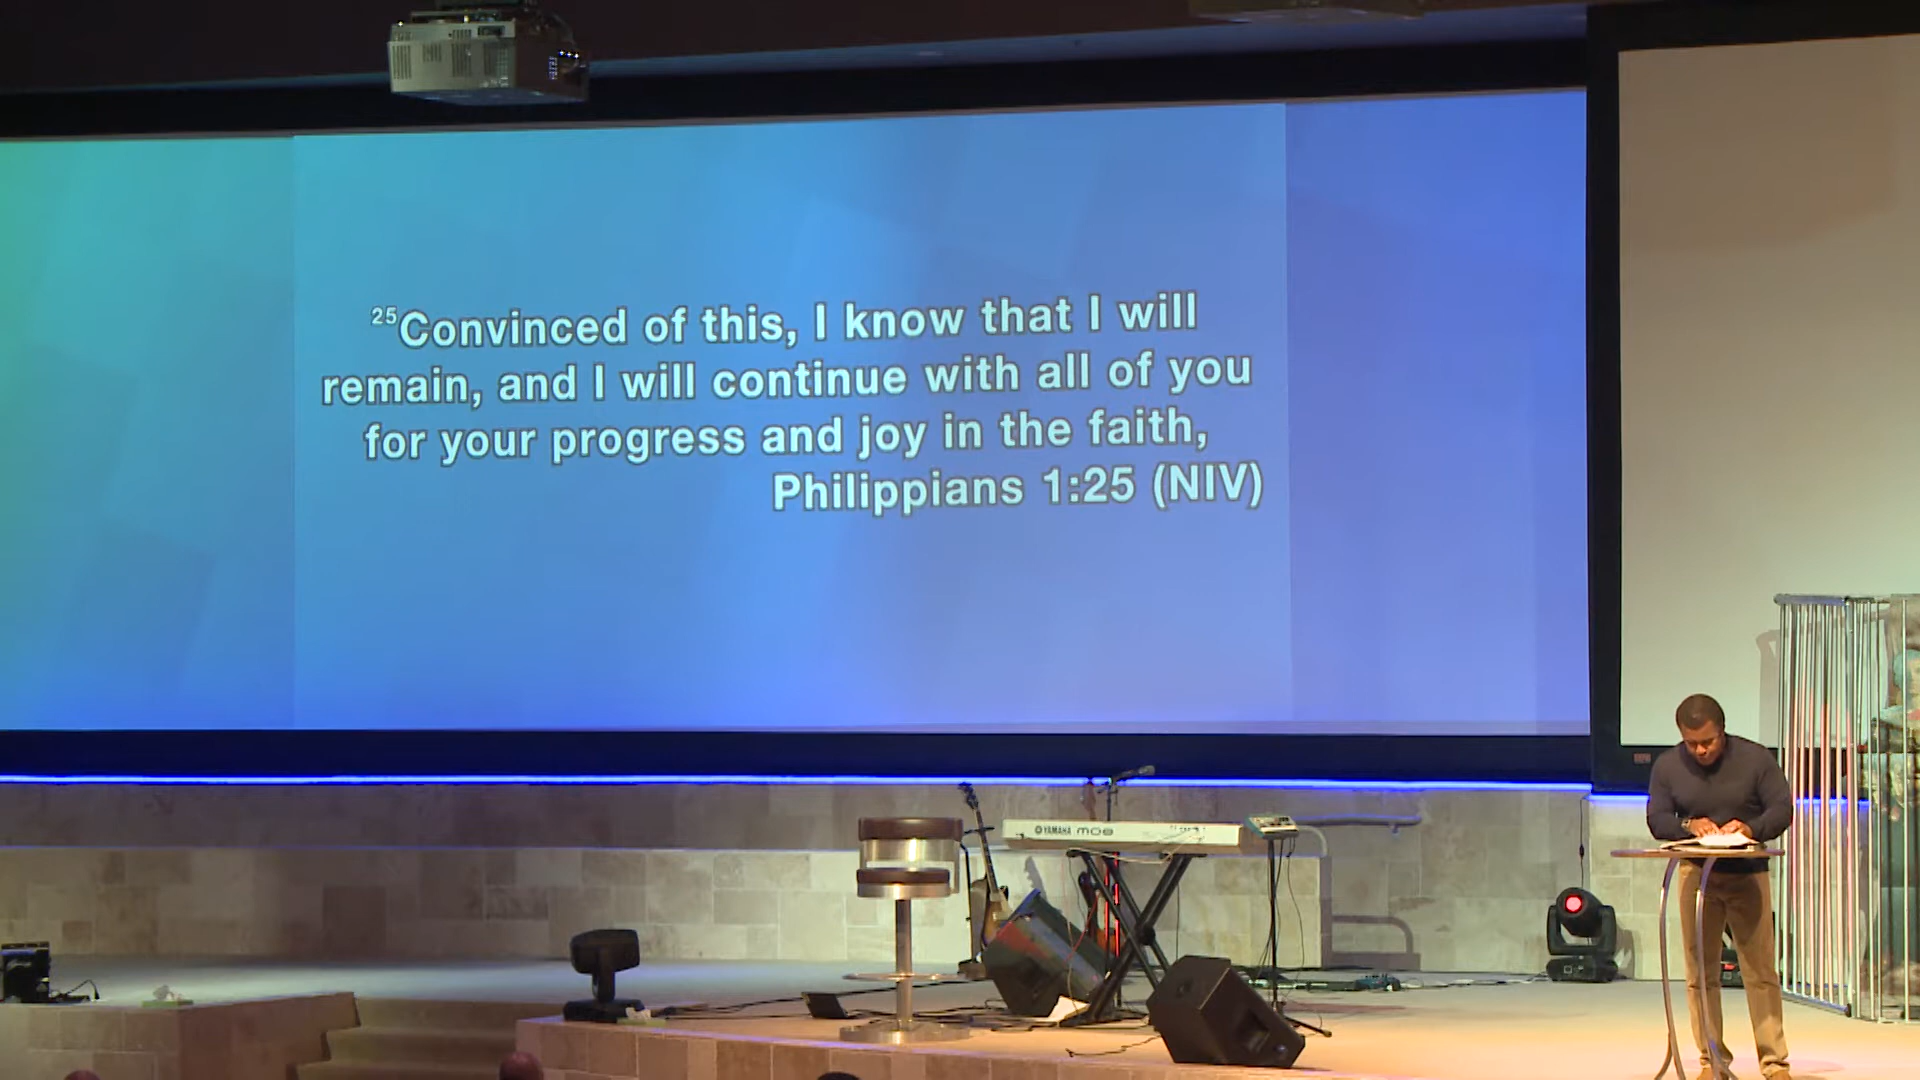 ²⁵Convinced of this, I know that I will
remain, and I will continue with all of you
for your progress and joy in the faith,
Philippians 1:25 (NIV)
YAMAHA MO8